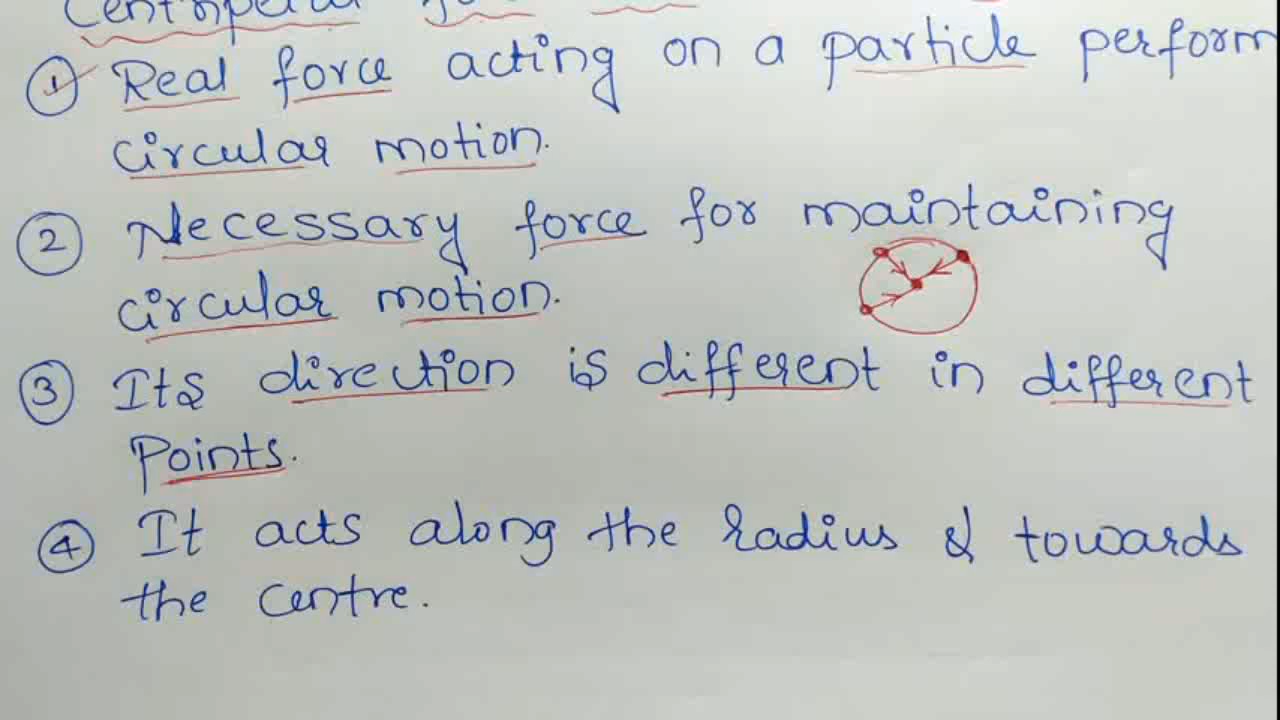 Centripetal
① Real force acting on a particle perform
circular motion.
② Necessary force for maintaining
circular motion.
③ Its direction is different in different
Points.
④ It acts along the radius & towards
the centre.